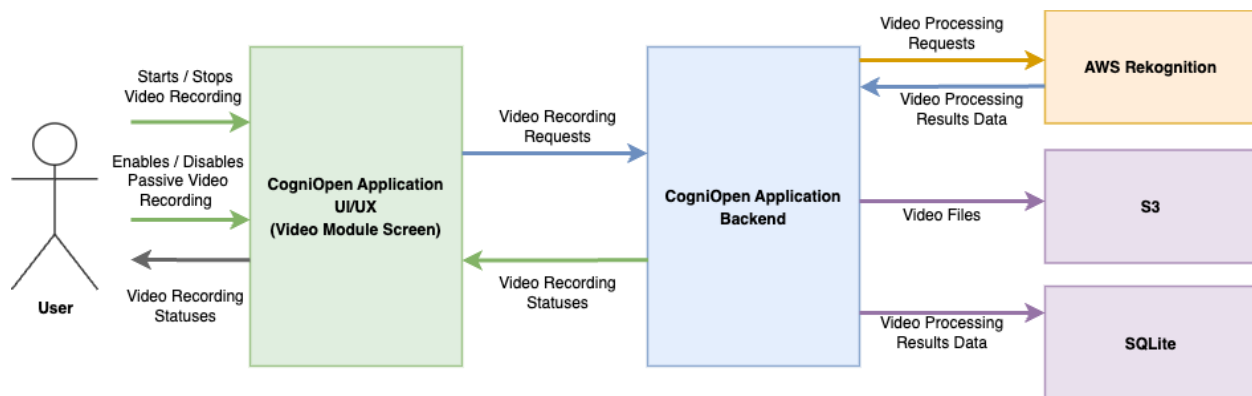 Starts / Stops
Video Recording
Enables / Disables
Passive Video
Recording
Video Recording
Statuses
User
CogniOpen Application
UI/UX
(Video Module Screen)
Video Recording
Requests
Video Recording
Statuses
CogniOpen Application
Backend
Video Processing
Requests
Video Processing
Results Data
Video Files
Video Processing
Results Data
AWS Rekognition
S3
SQLite